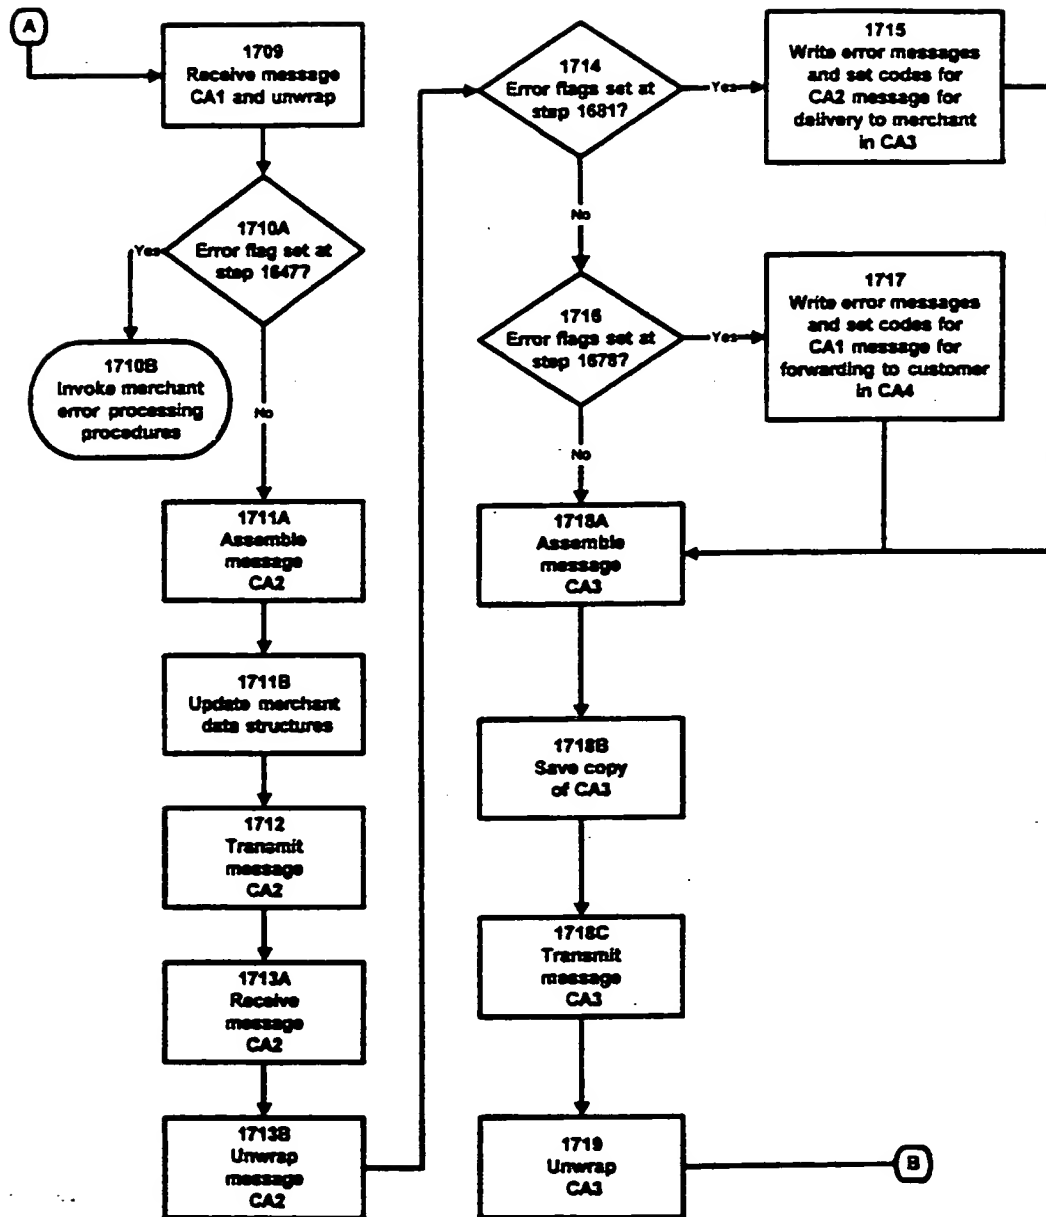 A
1709
Receive message
CA1 and unwrap
1710A
Error flag set at
step 1647?
Yes
1710B
Invoke merchant
error processing
procedures
No
1711A
Assemble
message
CA2
1711B
Update merchant
data structures
1712
Transmit
message
CA2
1713A
Receive
message
CA2
1713B
Unwrap
message
CA2
1714
Error flags set at
step 1681?
Yes
1715
Write error messages
and set codes for
CA2 message for
delivery to merchant
in CA3
No
1716
Error flags set at
step 1678?
Yes
1717
Write error messages
and set codes for
CA1 message for
forwarding to customer
in CA4
No
1718A
Assemble
message
CA3
1718B
Save copy
of CA3
1718C
Transmit
message
CA3
1719
Unwrap
CA3
B